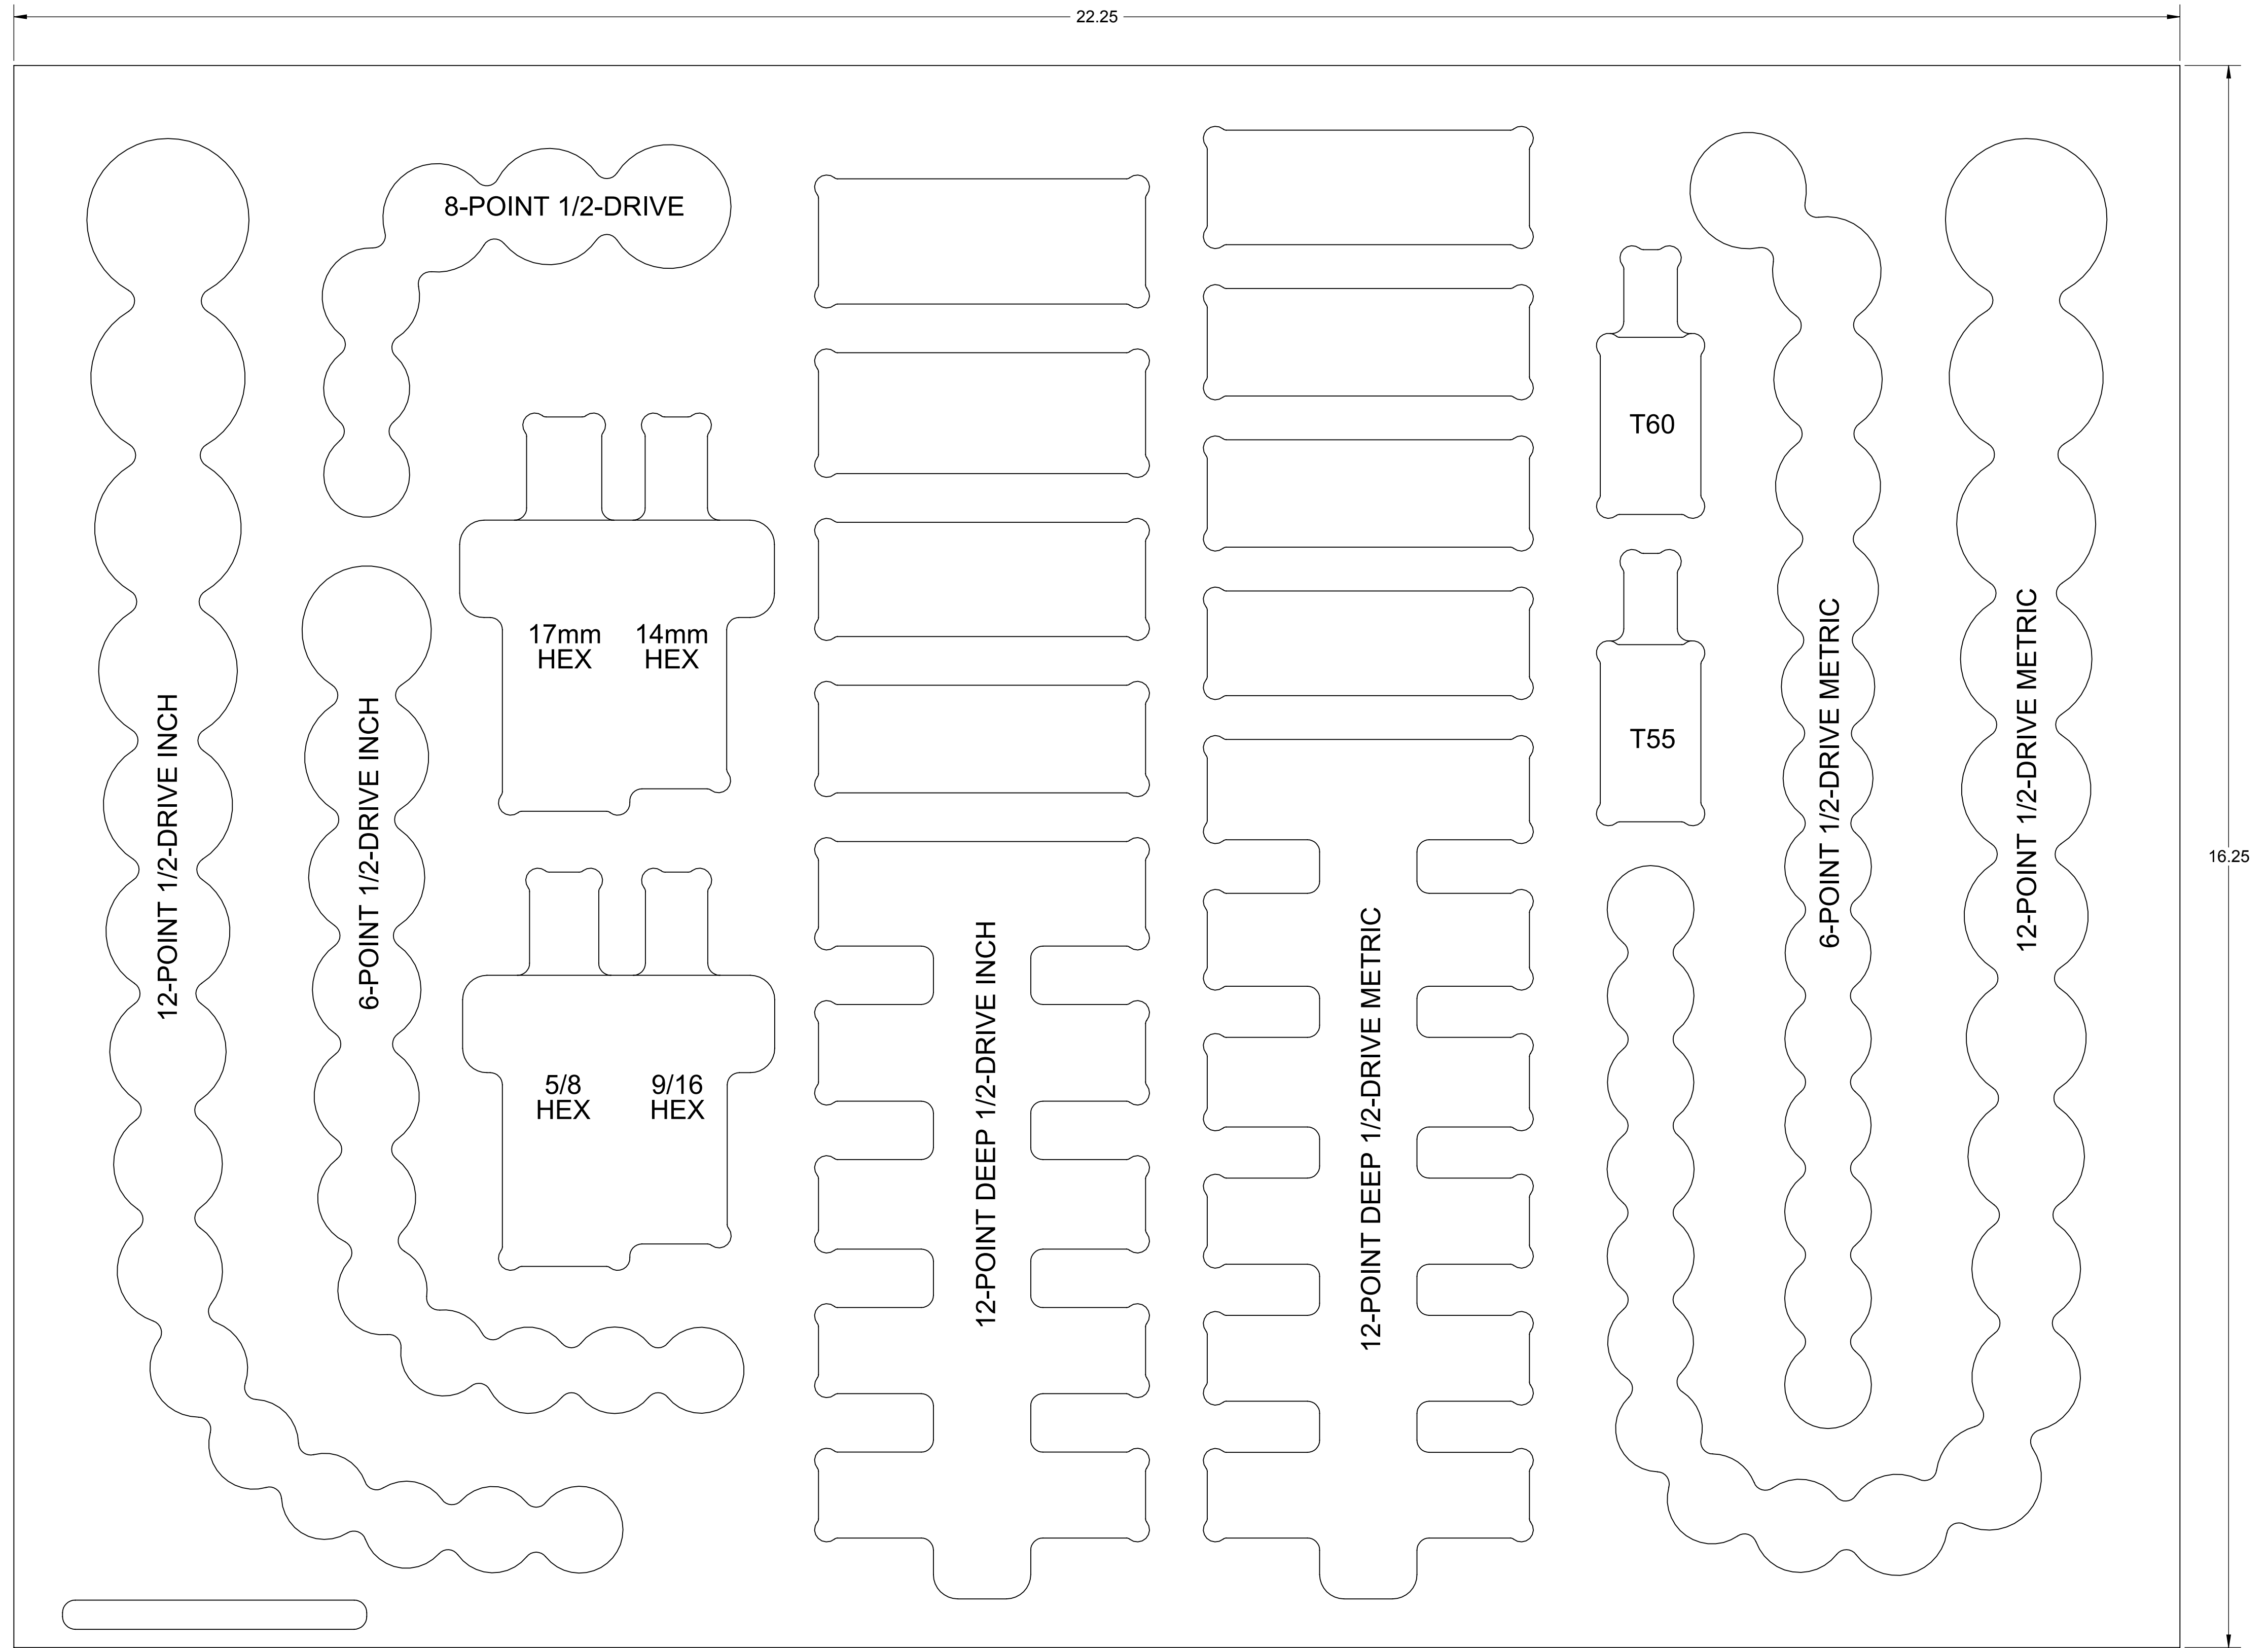 22.25
8-POINT 1/2-DRIVE
T60
17mm
HEX
14mm
HEX
12-POINT 1/2-DRIVE INCH
6-POINT 1/2-DRIVE INCH
T55
6-POINT 1/2-DRIVE METRIC
12-POINT 1/2-DRIVE METRIC
16.25
5/8
HEX
9/16
HEX
12-POINT DEEP 1/2-DRIVE INCH
12-POINT DEEP 1/2-DRIVE METRIC